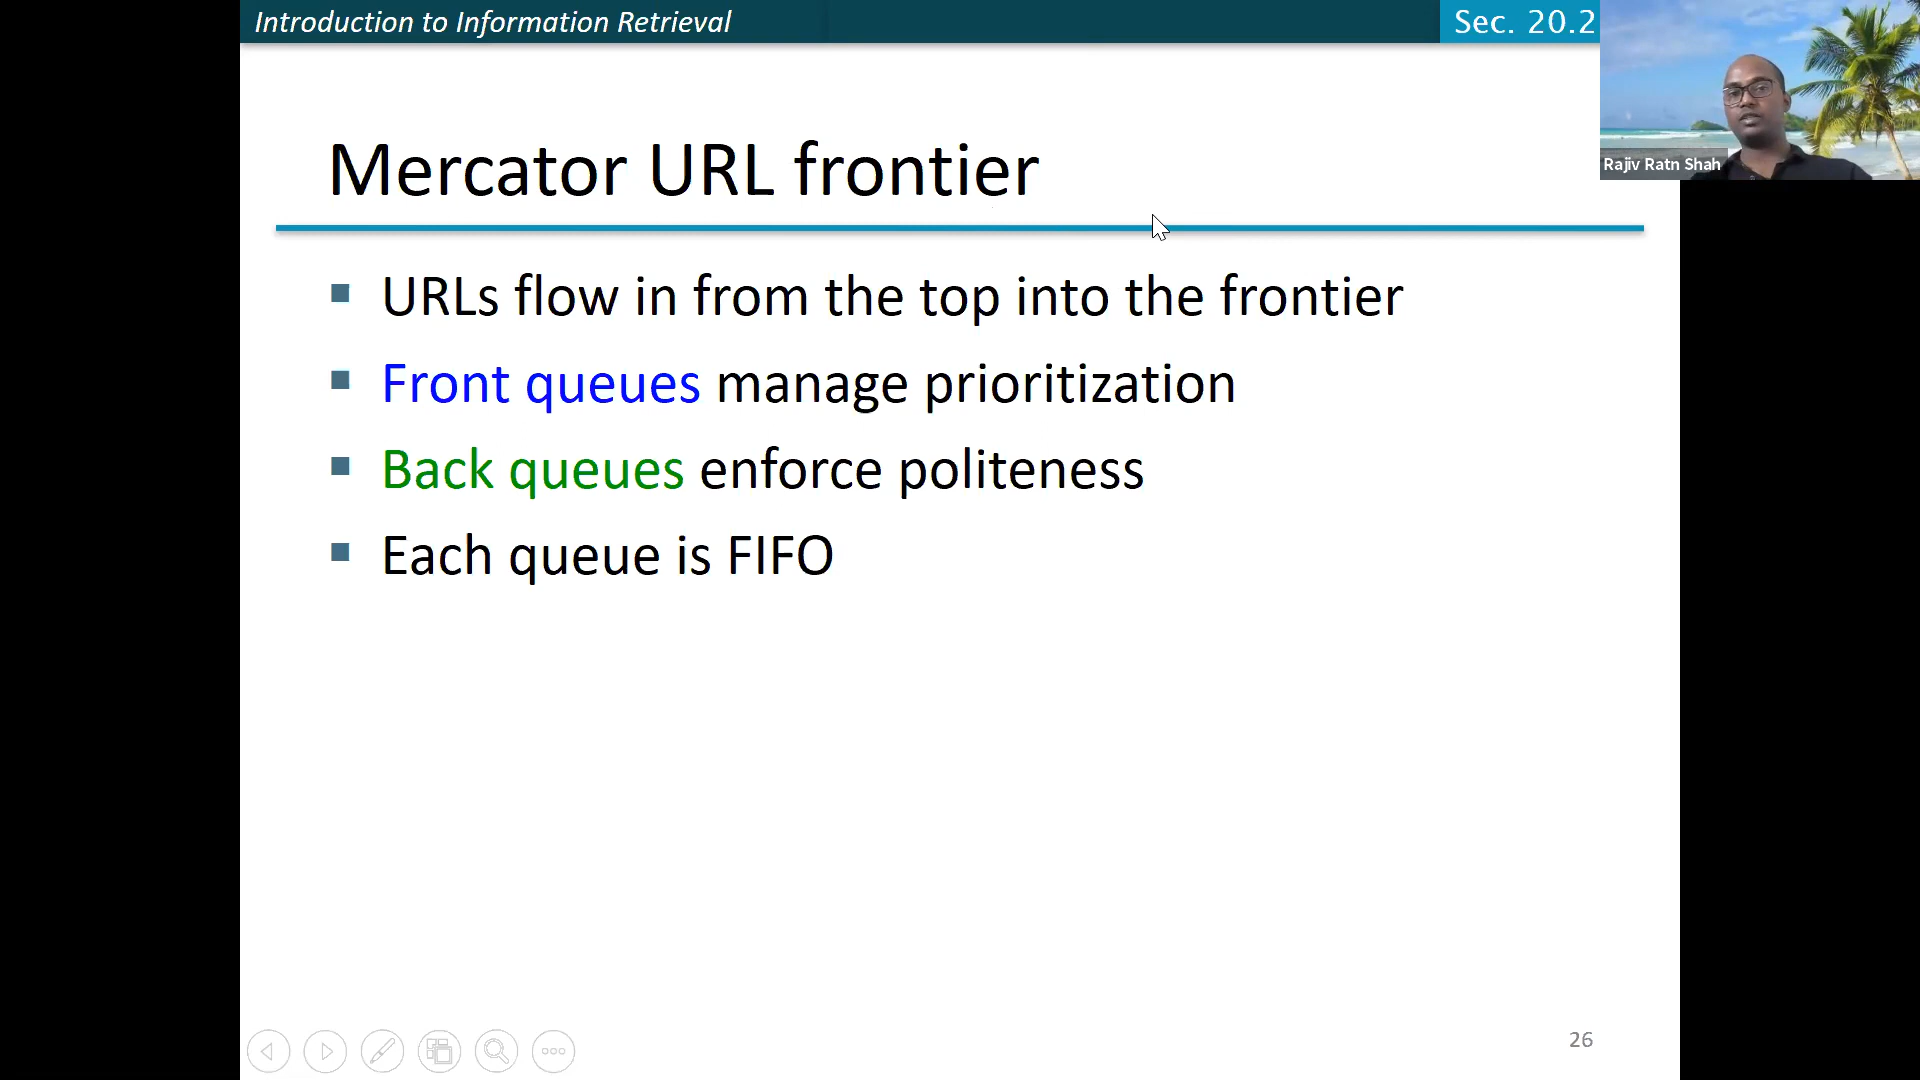 Introduction to Information Retrieval
Sec. 20.2
Rajiv Ratn Shah
Mercator URL frontier
URLs flow in from the top into the frontier
Front queues manage prioritization
Back queues enforce politeness
Each queue is FIFO
26